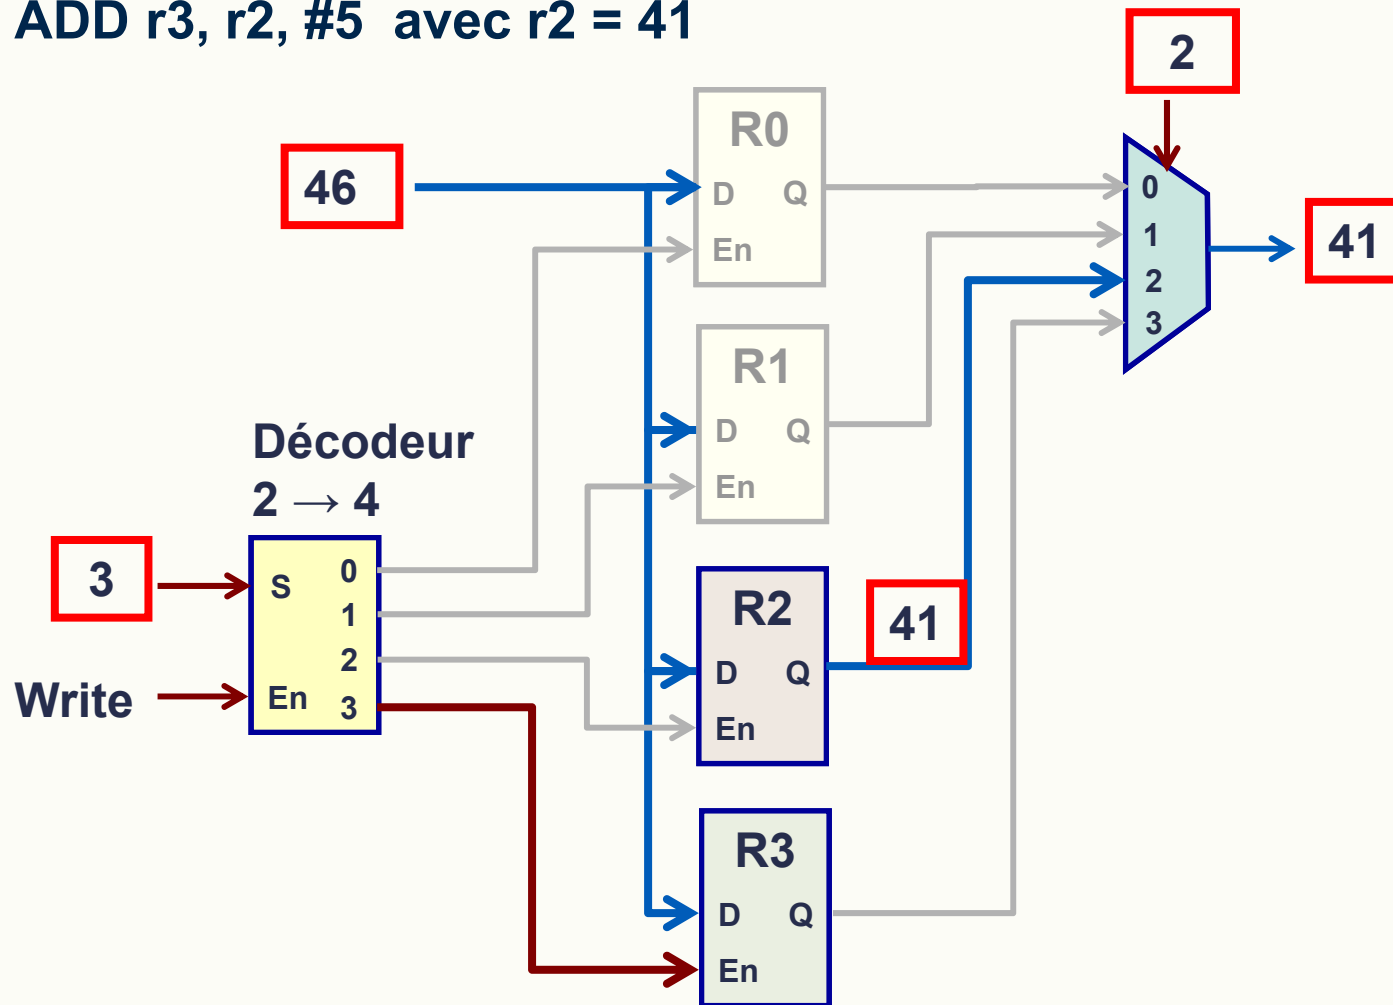 ADD r3, r2, #5 avec r2 = 41
2
46
R0
D Q
En
0
1
2
3
41
R1
D Q
En
Décodeur
2 → 4
3
S
0
1
2
3
En
Write
R2
D Q
En
41
R3
D Q
En